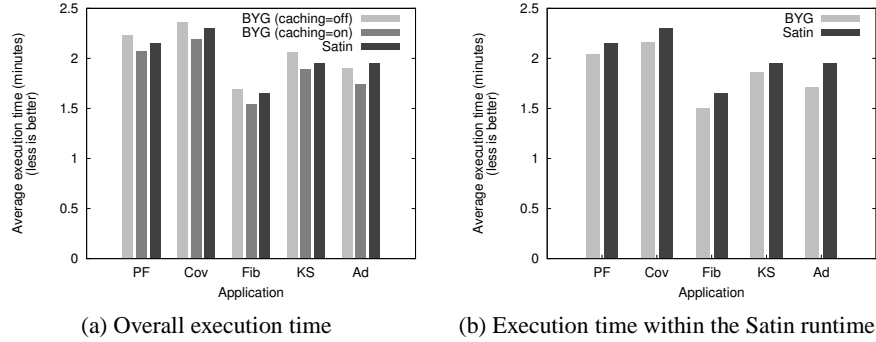 2.5
2
1.5
1
0.5
0
Average execution time (minutes)
(less is better)
BYG (caching=off)
BYG (caching=on)
Satin
PF Cov Fib KS Ad
Application
(a) Overall execution time
2.5
2
1.5
1
0.5
0
Average execution time (minutes)
(less is better)
BYG
Satin
PF Cov Fib KS Ad
Application
(b) Execution time within the Satin runtime